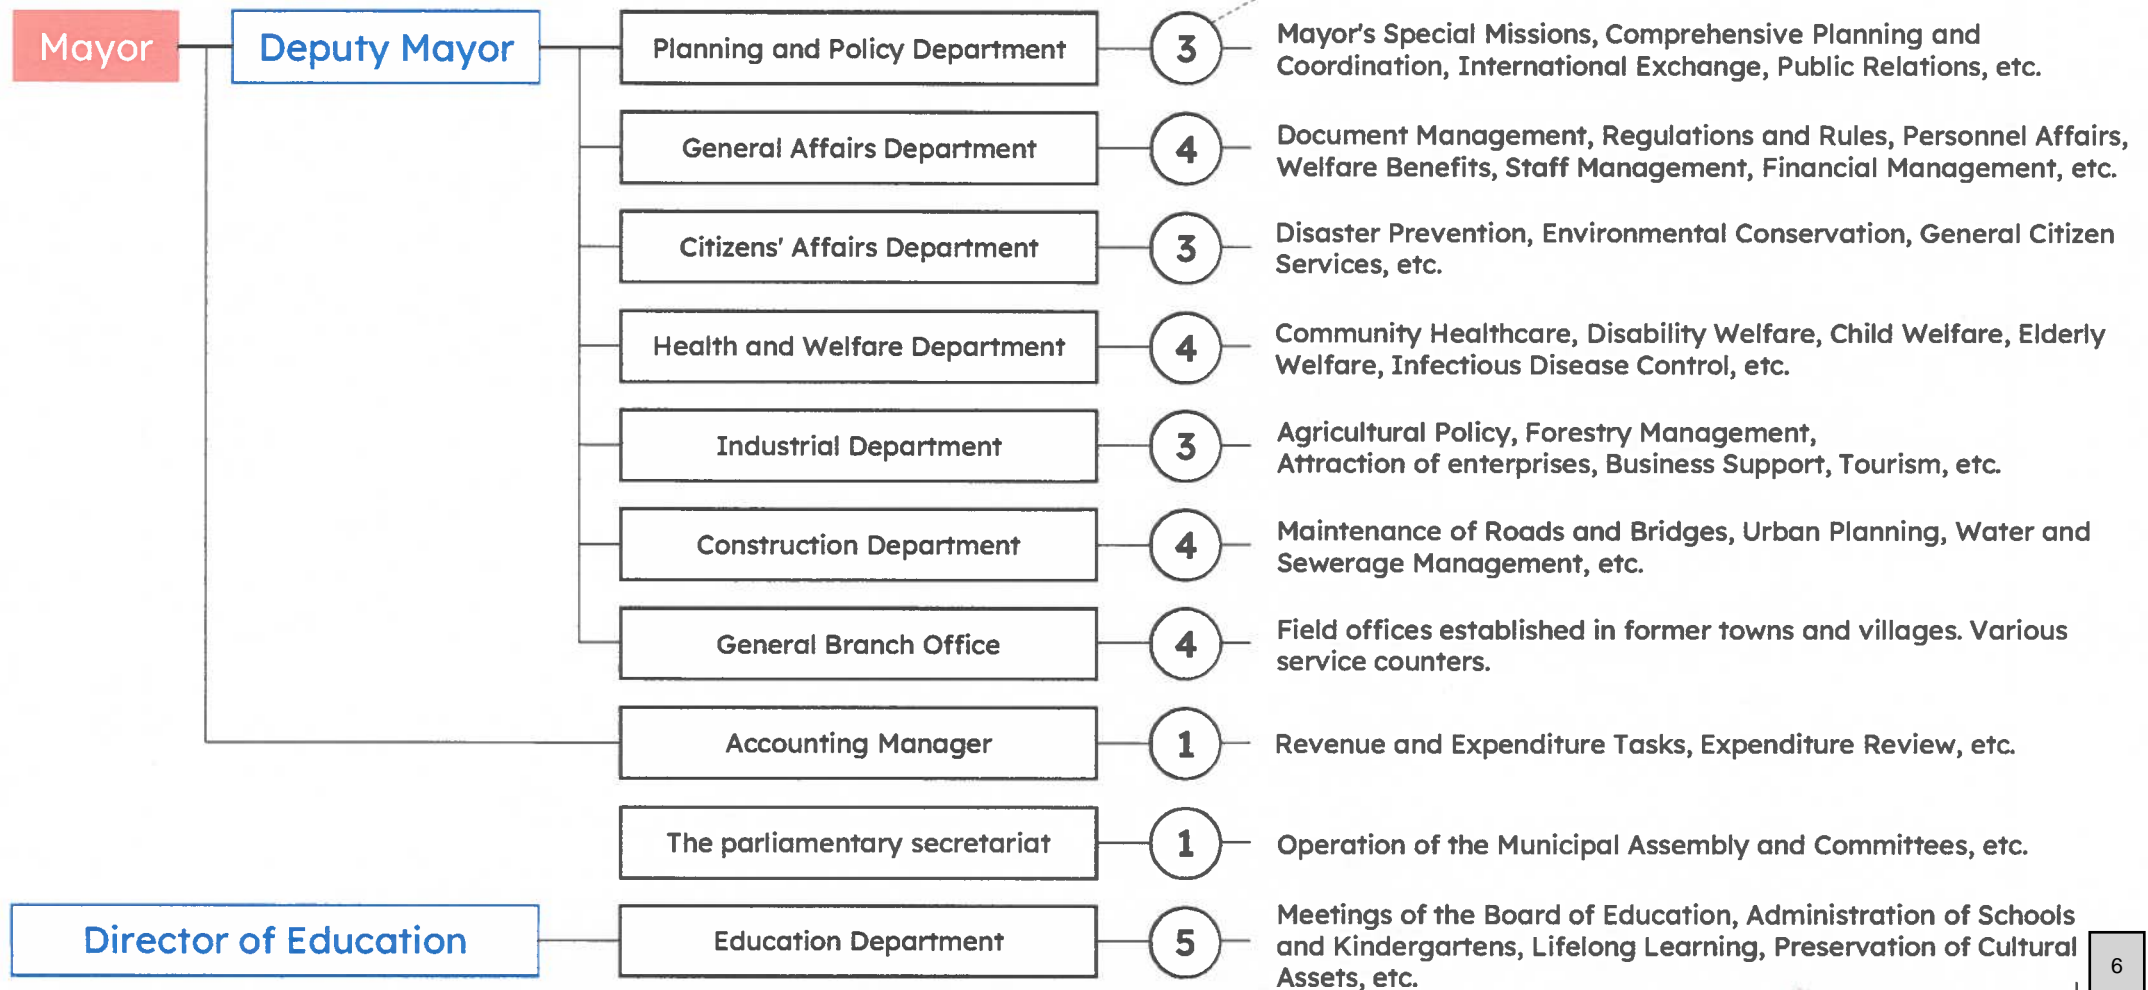 Mayor
Deputy Mayor
Planning and Policy Department
3
Mayor's Special Missions, Comprehensive Planning and
Coordination, International Exchange, Public Relations, etc.
General Affairs Department
4
Document Management, Regulations and Rules, Personnel Affairs,
Welfare Benefits, Staff Management, Financial Management, etc.
Citizens' Affairs Department
3
Disaster Prevention, Environmental Conservation, General Citizen
Services, etc.
Health and Welfare Department
4
Community Healthcare, Disability Welfare, Child Welfare, Elderly
Welfare, Infectious Disease Control, etc.
Industrial Department
3
Agricultural Policy, Forestry Management,
Attraction of enterprises, Business Support, Tourism, etc.
Construction Department
4
Maintenance of Roads and Bridges, Urban Planning, Water and
Sewerage Management, etc.
General Branch Office
4
Field offices established in former towns and villages. Various
service counters.
Accounting Manager
1
Revenue and Expenditure Tasks, Expenditure Review, etc.
The parliamentary secretariat
1
Operation of the Municipal Assembly and Committees, etc.
Director of Education
Education Department
5
Meetings of the Board of Education, Administration of Schools
and Kindergartens, Lifelong Learning, Preservation of Cultural
Assets, etc.
6